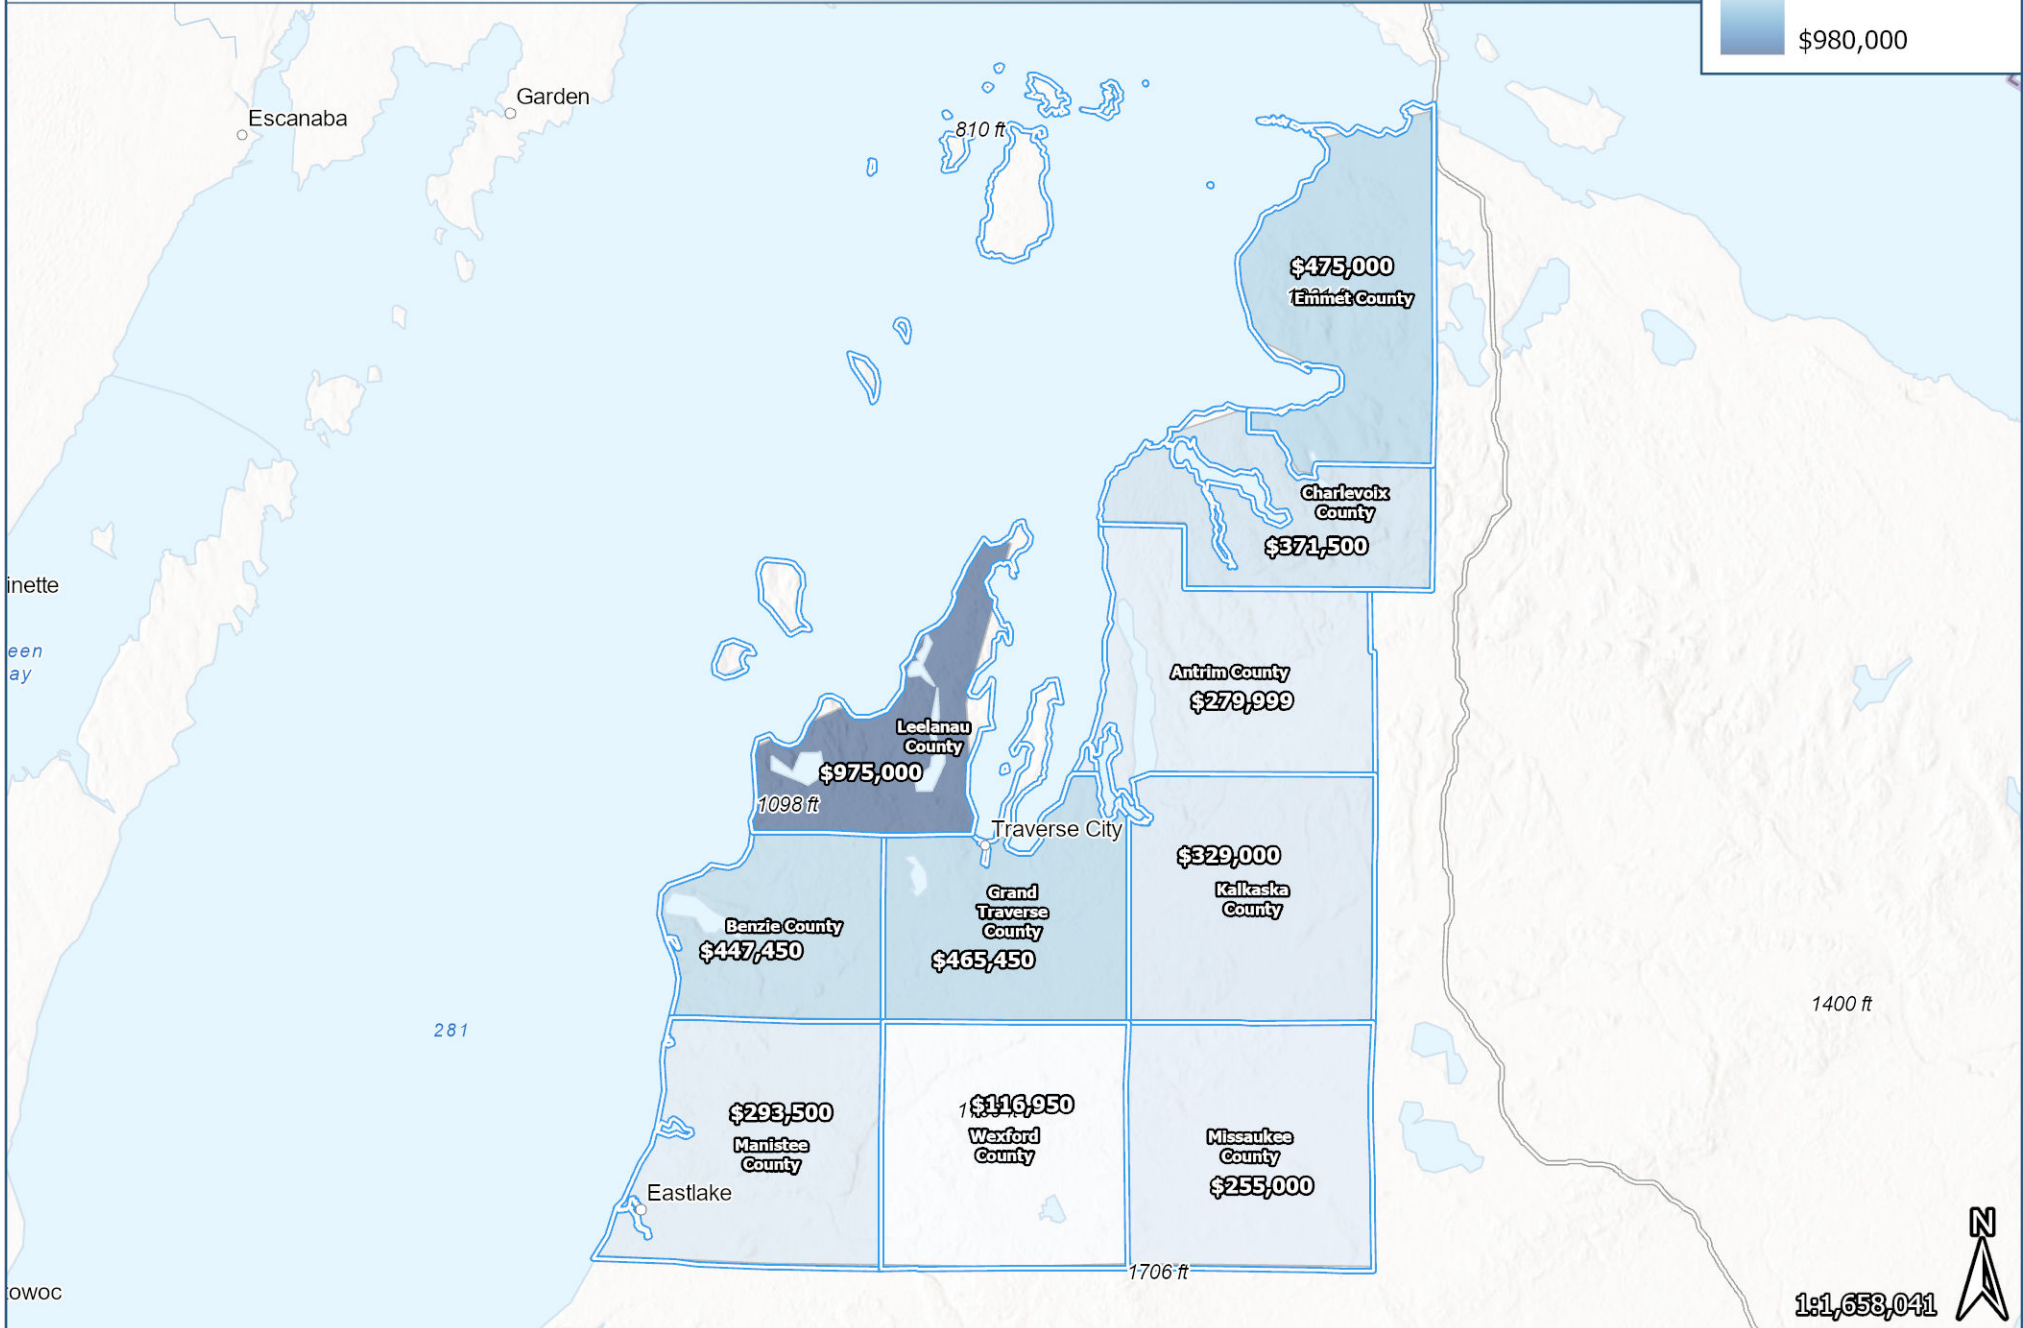 $980,000
Garden
Escanaba
810 ft
$475,000
Emmet County
Charlevoix
County
$371,500
inette
een
ay
Antrim County
$279,999
Leelanau
County
$975,000
1098 ft
Traverse City
$329,000
Kalkaska
County
Grand
Traverse
County
$465,450
Benzie County
$447,450
1400 ft
281
$293,500
Manistee
County
$116,950
Wexford
County
Missaukee
County
$255,000
Eastlake
N
1706 ft
owoc
1:1,658,041